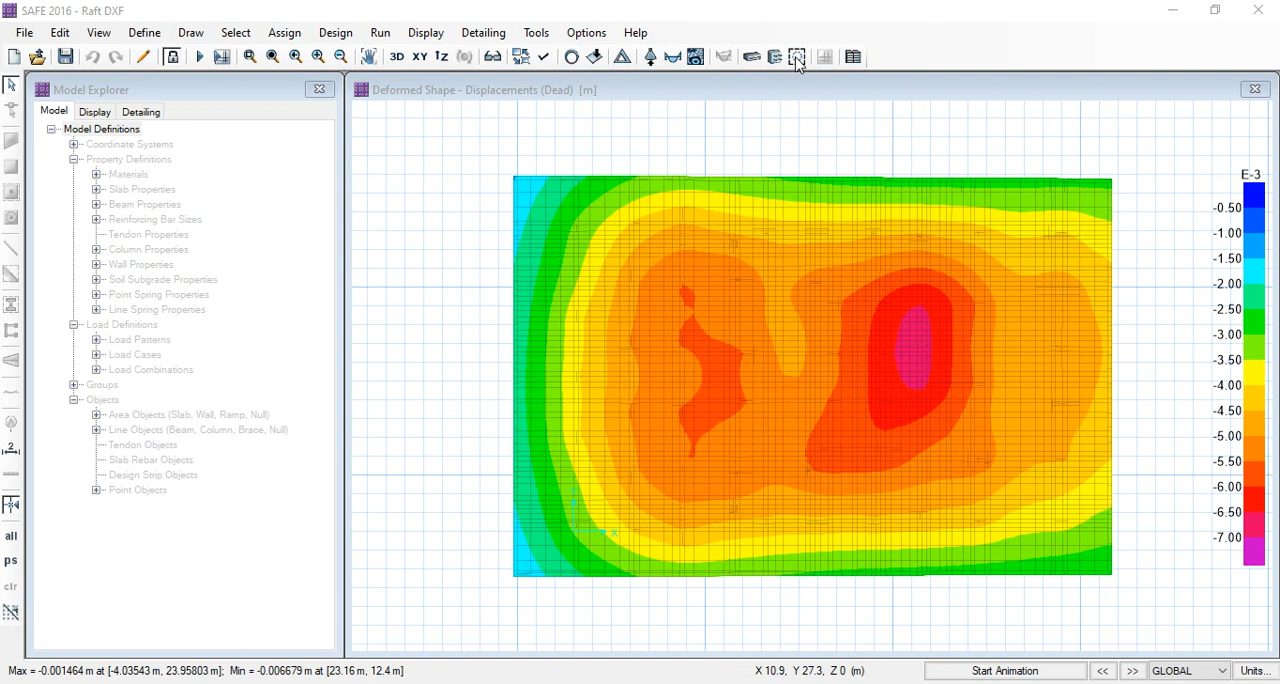 SAFE 2016 - Raft DXF
File Edit View Define Draw Select Assign Design Run Display Detailing Tools Options Help
3D XY
Model Explorer
Deformed Shape - Displacements (Dead) [m]
Model Display Detailing
Model Definitions
Coordinate Systems
Property Definitions
Materials
Slab Properties
Beam Properties
Reinforcing Bar Sizes
Tendon Properties
Column Properties
Wall Properties
Soil Subgrade Properties
Point Spring Properties
Line Spring Properties
Load Definitions
Load Patterns
Load Cases
Load Combinations
Groups
Objects
Area Objects (Slab, Wall, Ramp, Null)
Line Objects (Beam, Column, Brace, Null)
Tendon Objects
Slab Rebar Objects
Design Strip Objects
Point Objects
E-3
-0.50
-1.00
-1.50
-2.00
-2.50
-3.00
-3.50
-4.00
-4.50
-5.00
-5.50
-6.00
-6.50
-7.00
X
2
all
ps
clr
Max = -0.001464 m at [-4.03543 m, 23.95803 m]; Min = -0.006679 m at [23.16 m, 12.4 m]
X 10.9, Y 27.3, Z 0 (m)
Start Animation << >> GLOBAL Units...